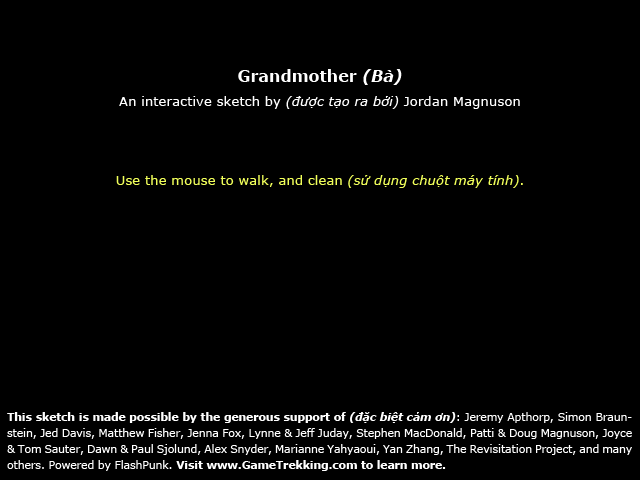 Grandmother (Bà)
An interactive sketch by (được tạo ra bởi) Jordan Magnuson
Use the mouse to walk, and clean (sử dụng chuột máy tính).
This sketch is made possible by the generous support of (đặc biệt cảm ơn): Jeremy Apthorp, Simon Braun-
stein, Jed Davis, Matthew Fisher, Jenna Fox, Lynne & Jeff Juday, Stephen MacDonald, Patti & Doug Magnuson, Joyce
& Tom Sauter, Dawn & Paul Sjolund, Alex Snyder, Marianne Yahyaoui, Yan Zhang, The Revisitation Project, and many
others. Powered by FlashPunk. Visit www.GameTrekking.com to learn more.